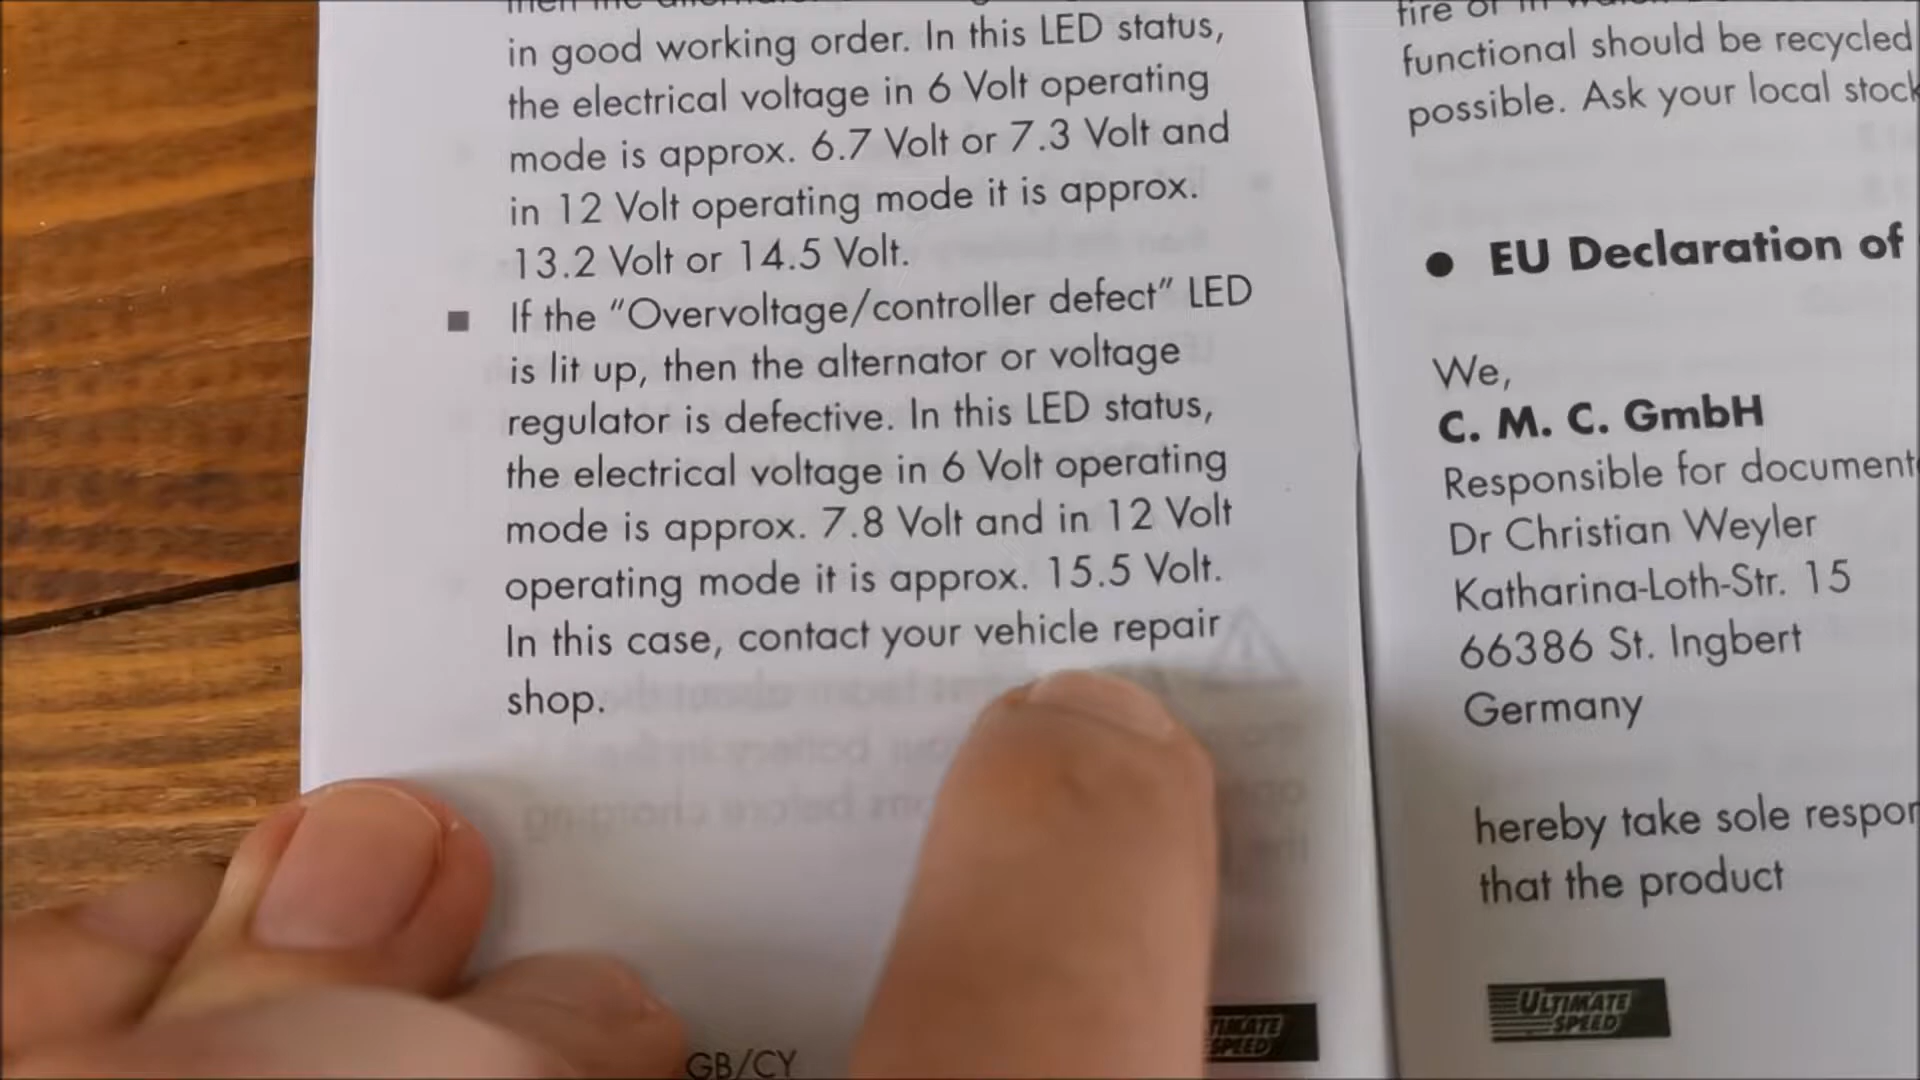 in good working order. In this LED status,
the electrical voltage in 6 Volt operating
mode is approx. 6.7 Volt or 7.3 Volt and
in 12 Volt operating mode it is approx.
13.2 Volt or 14.5 Volt.
■ If the “Overvoltage/controller defect” LED
is lit up, then the alternator or voltage
regulator is defective. In this LED status,
the electrical voltage in 6 Volt operating
mode is approx. 7.8 Volt and in 12 Volt
operating mode it is approx. 15.5 Volt.
In this case, contact your vehicle repair
shop.
GB/CY
SPEED
fire or in
functional should be recycled
possible. Ask your local
● EU Declaration of
We,
C. M. C. GmbH
Responsible for
Dr Christian Weyler
Katharina-Loth-Str. 15
66386 St. Ingbert
Germany
hereby take sole
that the product
ULTIMATE
SPEED